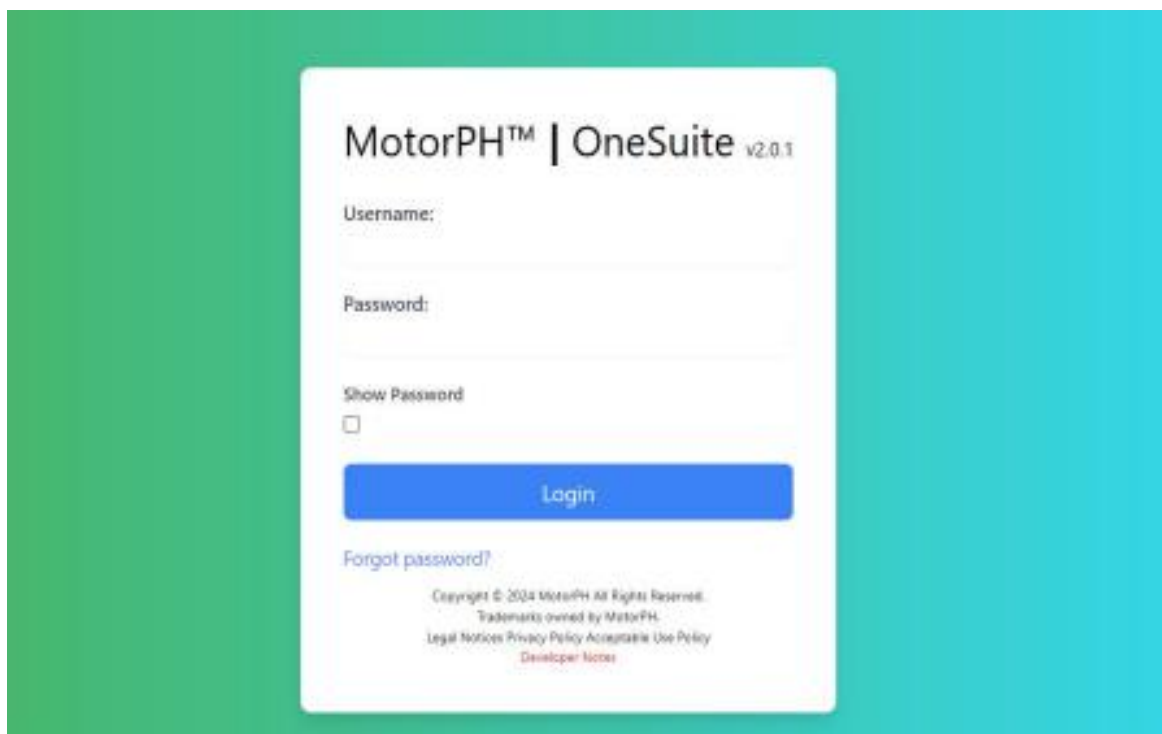 MotorPH™ | OneSuite v2.0.1
Username:
Password:
Show Password
Login
Forgot password?
Copyright © 2024 MotorPH All Rights Reserved.
Trademarks owned by MotorPH.
Legal Notices Privacy Policy Acceptable Use Policy
Developer Notes